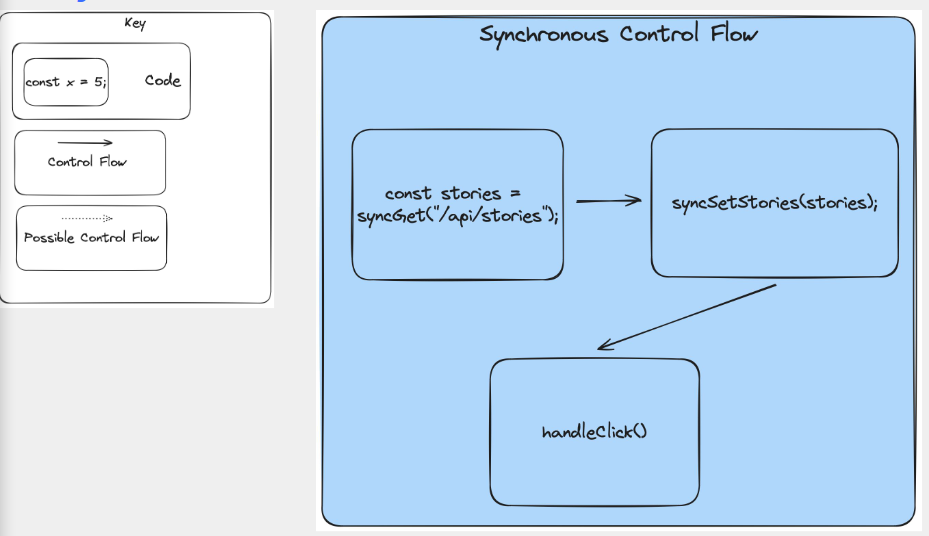 Key
const x = 5;
Code
Control Flow
Possible Control Flow
Synchronous Control Flow
const stories =
syncGet("/api/stories");
syncSetStories(stories);
handleClick()